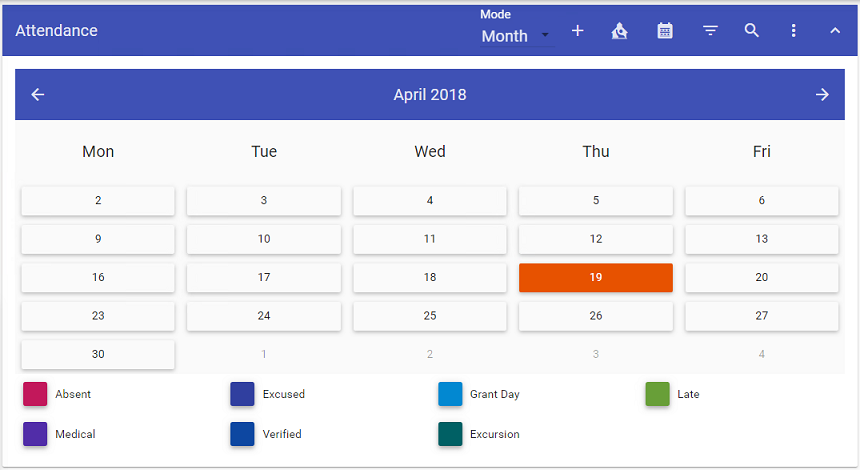 Attendance
Mode
Month
April 2018
Mon Tue Wed Thu Fri
2 3 4 5 6
9 10 11 12 13
16 17 18 19 20
23 24 25 26 27
30 1 2 3 4
Absent Excused Grant Day Late
Medical Verified Excursion